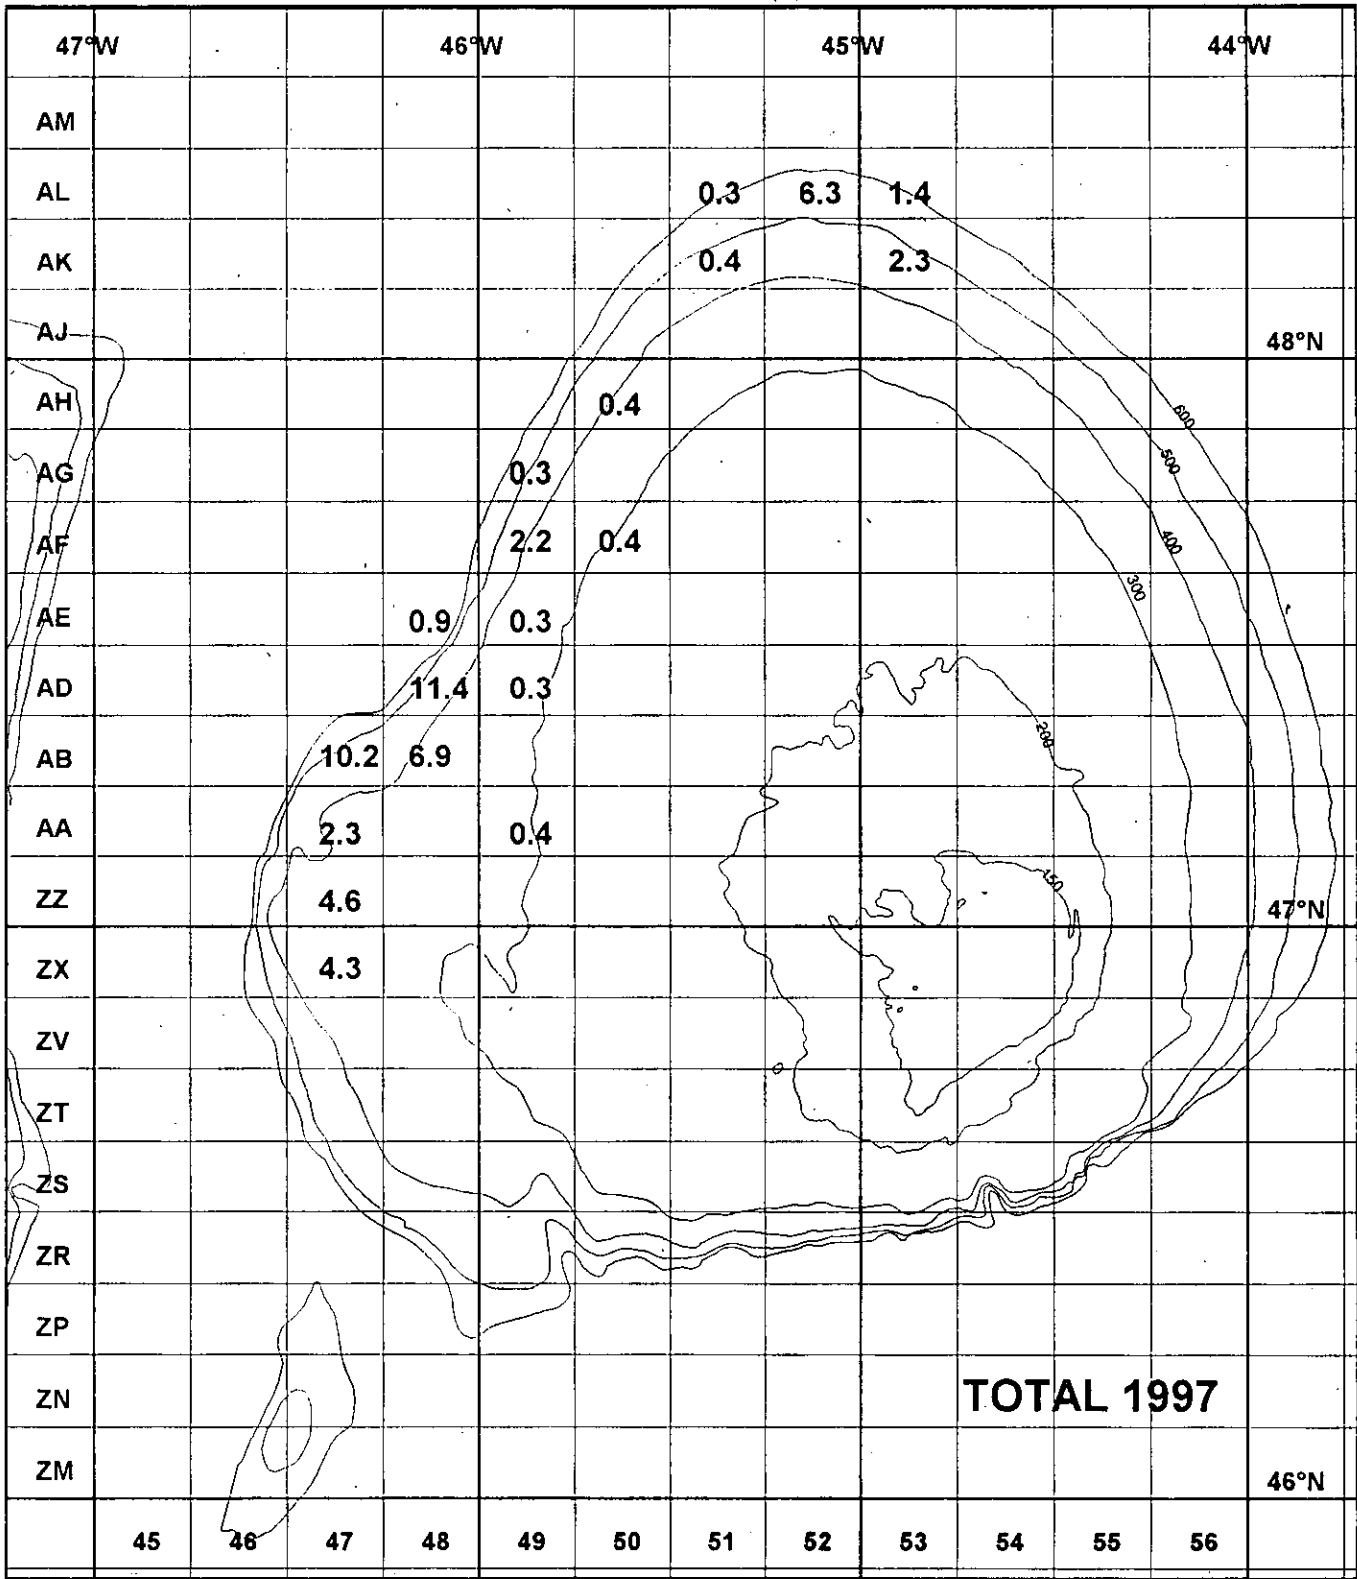 47°W 46°W 45°W 44°W
AM
AL 0.3 6.3 1.4
AK 0.4 2.3
AJ 48°N
AH 0.4 600
AG 0.3 500
AF 2.2 0.4 400
300
AE 0.9 0.3
AD 11.4 0.3
200
AB 10.2 6.9
AA 2.3 0.4
150
ZZ 4.6 47°N
ZX 4.3
ZV
ZT
ZS
ZR
ZP
ZN TOTAL 1997
ZM 46°N
45 46 47 48 49 50 51 52 53 54 55 56